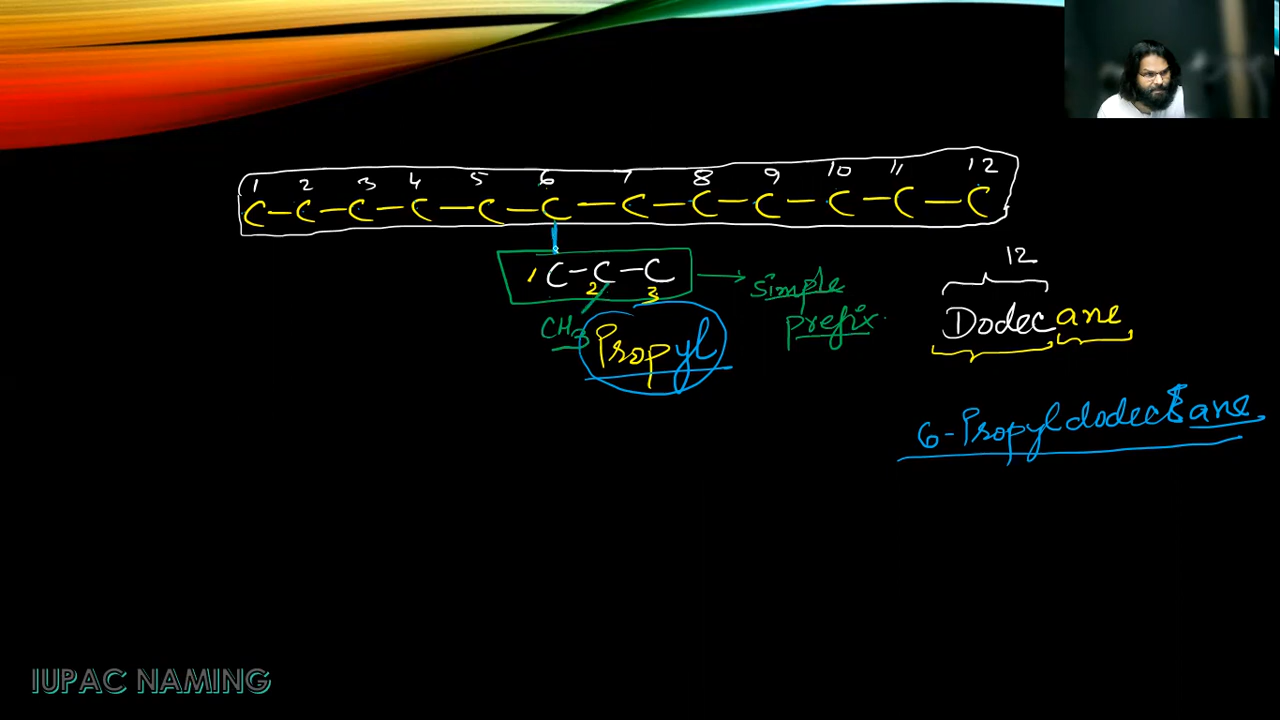 1 2 3 4 5 6 7 8 9 10 11 12
C-C-C-C-C-C-C-C-C-C-C-C
1C-C-C
2 3
CH3
Propyl
simple
prefix
12
Dodecane
6-Propyldodecane
IUPAC NAMING